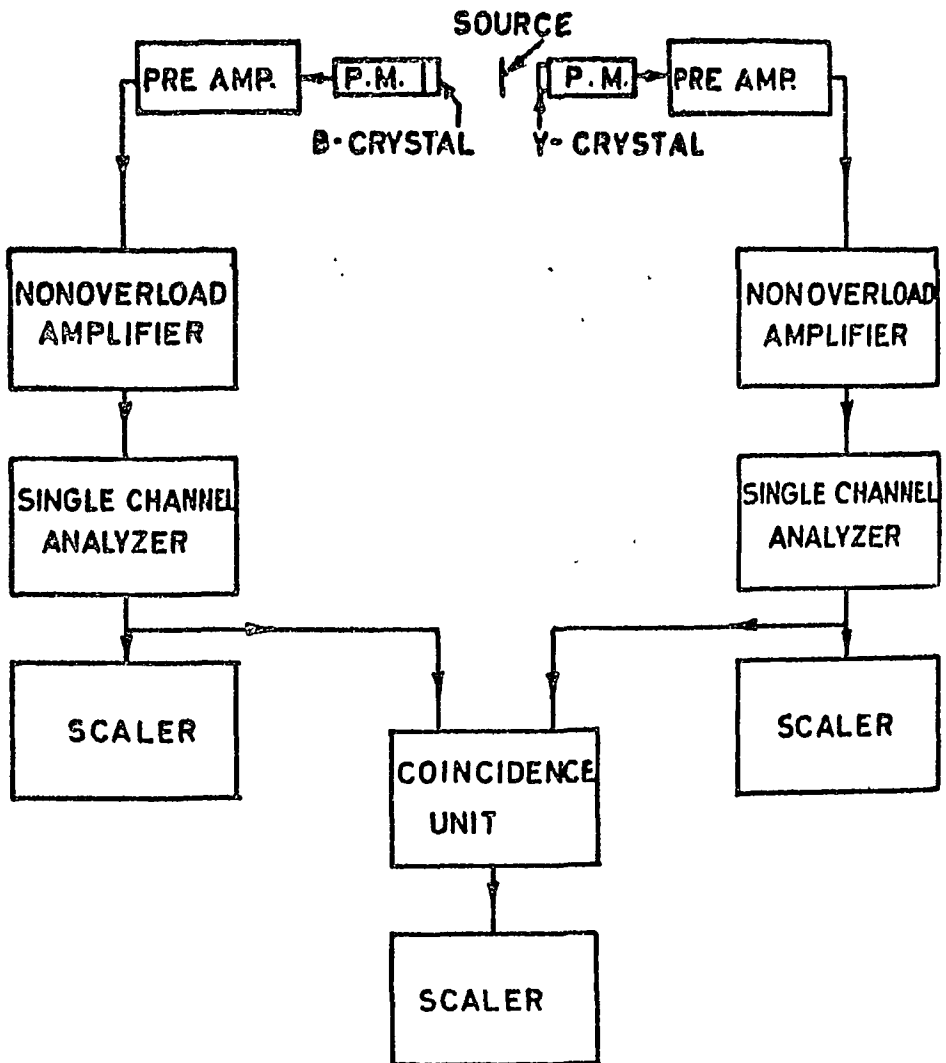 SOURCE
PRE AMP.
P.M.
P.M.
PRE AMP.
B-CRYSTAL
Y-CRYSTAL
NONOVERLOAD
AMPLIFIER
NONOVERLOAD
AMPLIFIER
SINGLE CHANNEL
ANALYZER
SINGLE CHANNEL
ANALYZER
SCALER
SCALER
COINCIDENCE
UNIT
SCALER